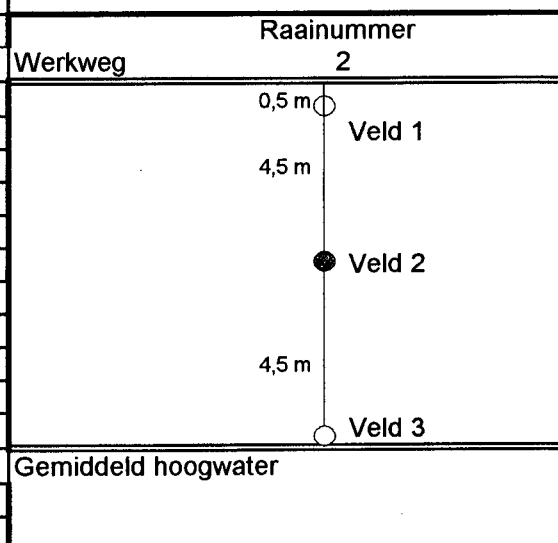 Raainummer
Werkweg 2
0,5 m
Veld 1
4,5 m
Veld 2
4,5 m
Veld 3
Gemiddeld hoogwater